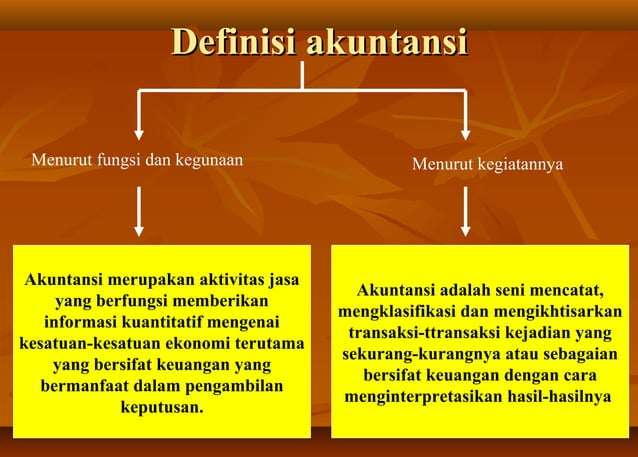 Definisi akuntansi
Menurut fungsi dan kegunaan
Menurut kegiatannya
Akuntansi merupakan aktivitas jasa
yang berfungsi memberikan
informasi kuantitatif mengenai
kesatuan-kesatuan ekonomi terutama
yang bersifat keuangan yang
bermanfaat dalam pengambilan
keputusan.
Akuntansi adalah seni mencatat,
mengklasifikasi dan mengikhtisarkan
transaksi-ttransaksi kejadian yang
sekurang-kurangnya atau sebagaian
bersifat keuangan dengan cara
menginterpretasikan hasil-hasilnya